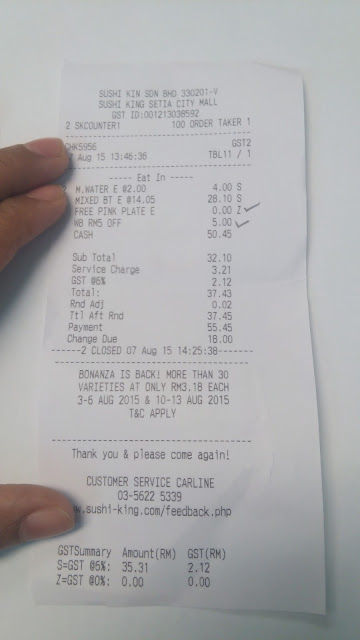 SUSHI KIN SDN BHD 330201-V
SUSHI KING SETIA CITY MALL
GST ID:001213038592
2 SKCOUNTER1 100 ORDER TAKER 1
CHK5956 GST2
7 Aug 15 13:46:36 TBL11 / 1
----- Eat In -----
2 M.WATER E @2.00 4.00 S
MIXED BT E @14.05 28.10 S
FREE PINK PLATE E 0.00 Z
WB RM5 OFF 5.00
CASH 50.45
Sub Total 32.10
Service Charge 3.21
GST @6% 2.12
Total: 37.43
Rnd Adj 0.02
Ttl Aft Rnd 37.45
Payment 55.45
Change Due 18.00
------2 CLOSED 07 Aug 15 14:25:38-------
BONANZA IS BACK! MORE THAN 30
VARIETIES AT ONLY RM3.18 EACH
3-6 AUG 2015 & 10-13 AUG 2015
T&C APPLY
Thank you & please come again!
CUSTOMER SERVICE CARLINE
03-5622 5339
w.sushi-king.com/feedback.php
GSTSummary Amount(RM) GST(RM)
S=GST @6%: 35.31 2.12
Z=GST @0%: 0.00 0.00